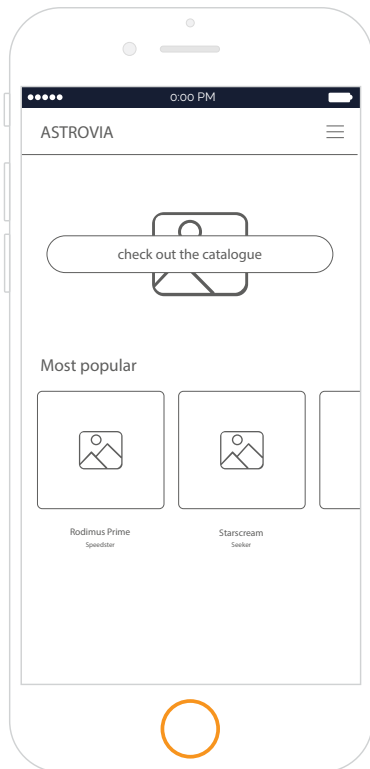 0:00 PM
ASTROVIA
check out the catalogue
Most popular
Rodimus Prime
Speedster
Starscream
Seeker